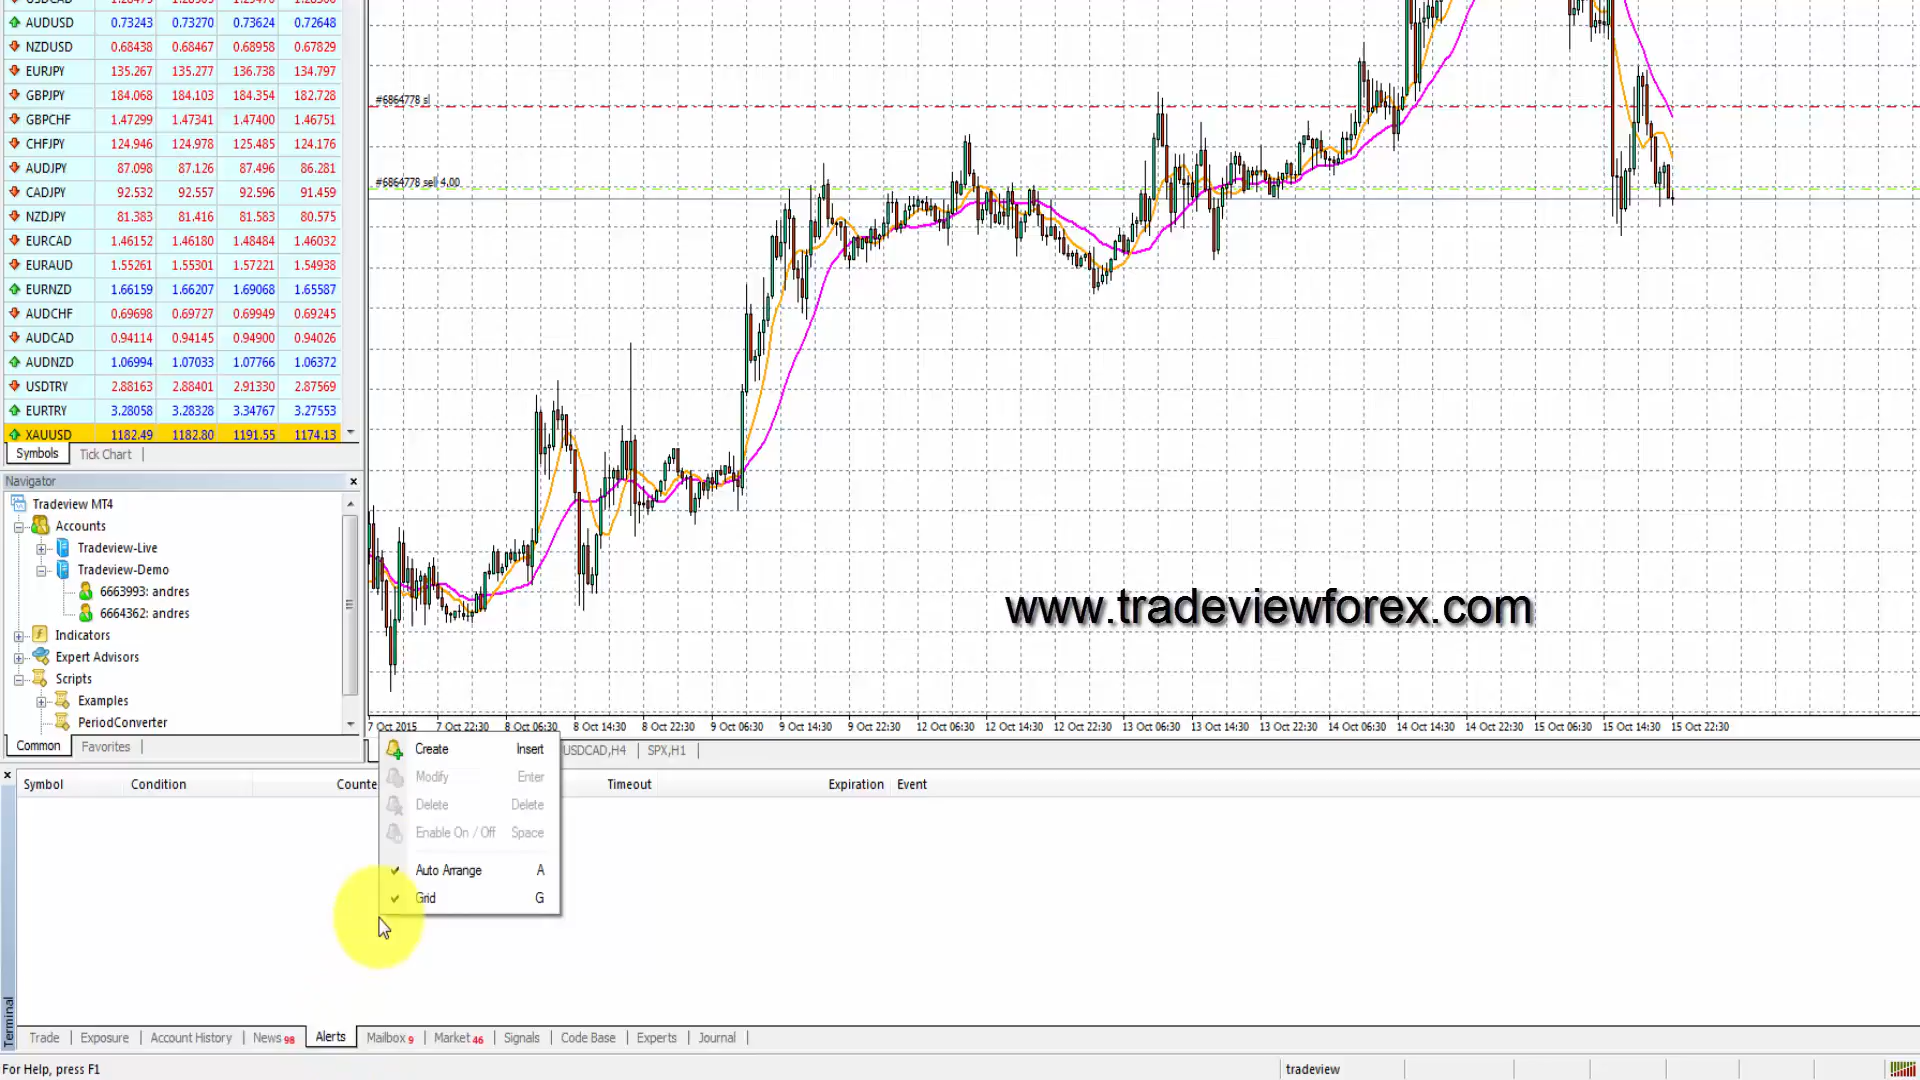 AUDUSD 0.73243 0.73270 0.73624 0.72648
NZDUSD 0.68438 0.68467 0.68958 0.67829
EURJPY 135.267 135.277 136.738 134.797
GBPJPY 184.068 184.103 184.354 182.728
GBPCHF 1.47299 1.47341 1.47400 1.46751
CHFJPY 124.946 124.978 125.485 124.176
AUDJPY 87.098 87.126 87.496 86.281
CADJPY 92.532 92.557 92.596 91.459
NZDJPY 81.383 81.416 81.583 80.575
EURCAD 1.46152 1.46180 1.48484 1.46032
EURAUD 1.55261 1.55301 1.57221 1.54938
EURNZD 1.66159 1.66207 1.69068 1.65587
AUDCHF 0.69698 0.69727 0.69949 0.69245
AUDCAD 0.94114 0.94145 0.94900 0.94026
AUDNZD 1.06994 1.07033 1.07766 1.06372
USDTRY 2.88163 2.88401 2.91330 2.87569
EURTRY 3.28058 3.28328 3.34767 3.27553
XAUUSD 1182.49 1182.80 1191.55 1174.13
Symbols Tick Chart
Navigator
Tradeview MT4
Accounts
Tradeview-Live
Tradeview-Demo
6663993: andres
6664362: andres
Indicators
Expert Advisors
Scripts
Examples
PeriodConverter
Common Favorites
#6864778 sl
#6864778 sell 4.00
www.tradeviewforex.com
7 Oct 2015 7 Oct 22:30 8 Oct 06:30 8 Oct 14:30 8 Oct 22:30 9 Oct 06:30 9 Oct 14:30 9 Oct 22:30 12 Oct 06:30 12 Oct 14:30 12 Oct 22:30 13 Oct 06:30 13 Oct 14:30 13 Oct 22:30 14 Oct 06:30 14 Oct 14:30 14 Oct 22:30 15 Oct 06:30 15 Oct 14:30 15 Oct 22:30
USDCAD,H4 SPX,H1
Create Insert
Modify Enter
Delete Delete
Enable On / Off Space
Auto Arrange A
Grid G
Symbol Condition Counte Timeout Expiration Event
Terminal
Trade Exposure Account History News 98 Alerts Mailbox 9 Market 46 Signals Code Base Experts Journal
For Help, press F1 tradeview